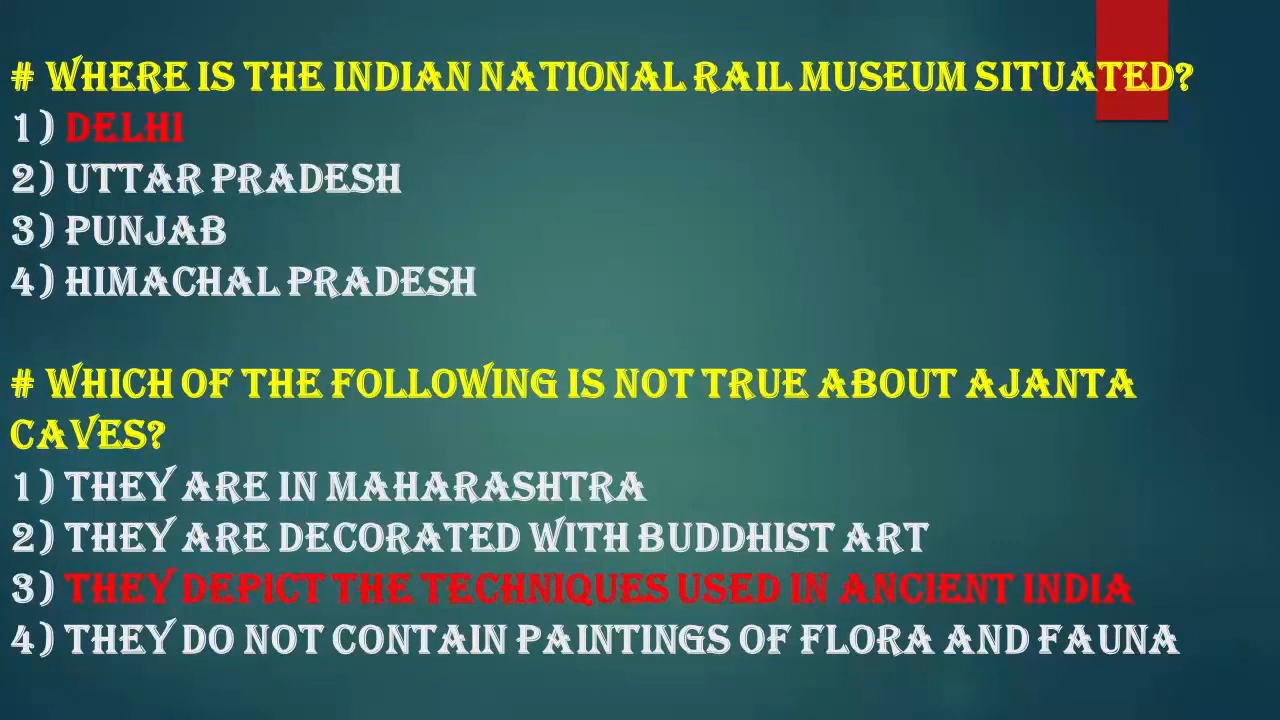 # WHERE IS THE INDIAN NATIONAL RAIL MUSEUM SITUATED?
1) DELHI
2) UTTAR PRADESH
3) PUNJAB
4) HIMACHAL PRADESH
# WHICH OF THE FOLLOWING IS NOT TRUE ABOUT AJANTA
CAVES?
1) THEY ARE IN MAHARASHTRA
2) THEY ARE DECORATED WITH BUDDHIST ART
3) THEY DEPICT THE TECHNIQUES USED IN ANCIENT INDIA
4) THEY DO NOT CONTAIN PAINTINGS OF FLORA AND FAUNA